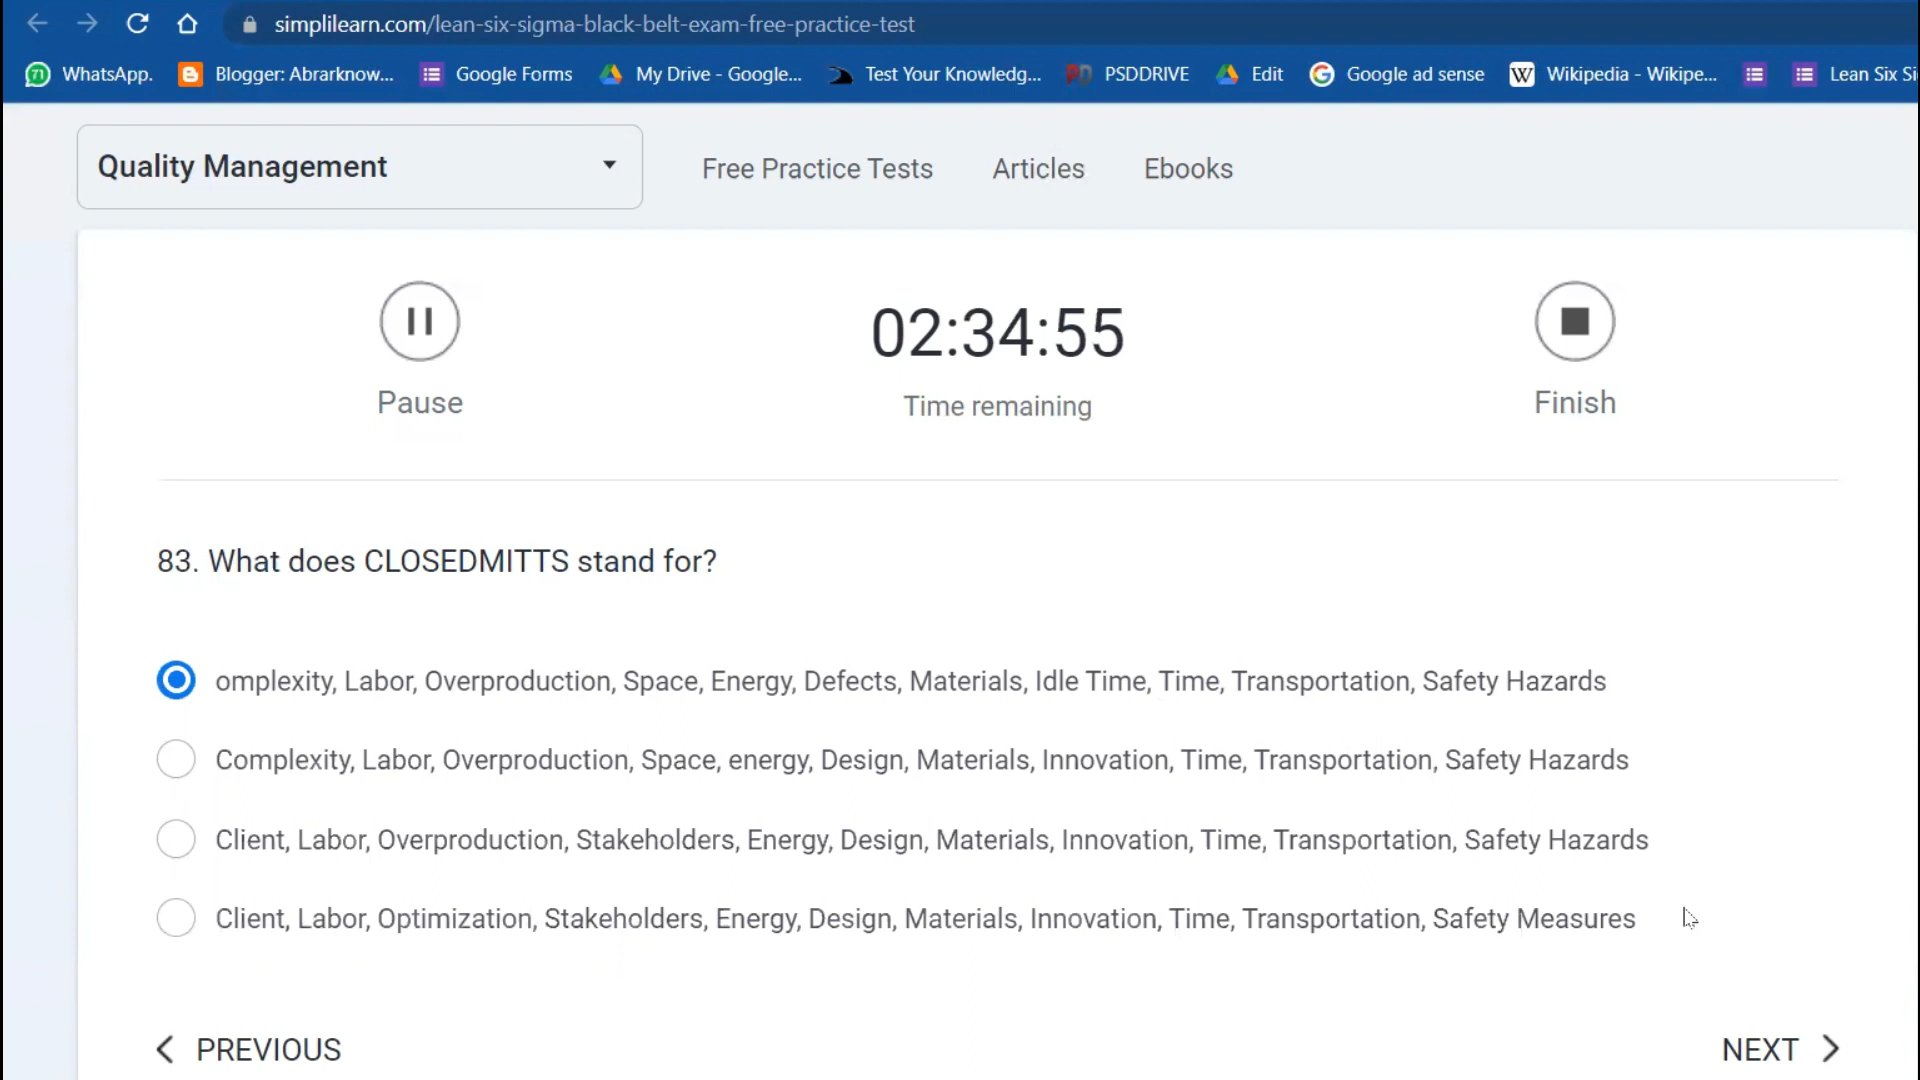 simplilearn.com/lean-six-sigma-black-belt-exam-free-practice-test
71 WhatsApp. Blogger: Abrarknow... Google Forms My Drive - Google... Test Your Knowledg... PD PSDDRIVE Edit G Google ad sense W Wikipedia - Wikipe... Lean Six Si
Quality Management Free Practice Tests Articles Ebooks
02:34:55
Pause Time remaining Finish
83. What does CLOSEDMITTS stand for?
omplexity, Labor, Overproduction, Space, Energy, Defects, Materials, Idle Time, Time, Transportation, Safety Hazards
Complexity, Labor, Overproduction, Space, energy, Design, Materials, Innovation, Time, Transportation, Safety Hazards
Client, Labor, Overproduction, Stakeholders, Energy, Design, Materials, Innovation, Time, Transportation, Safety Hazards
Client, Labor, Optimization, Stakeholders, Energy, Design, Materials, Innovation, Time, Transportation, Safety Measures
PREVIOUS NEXT